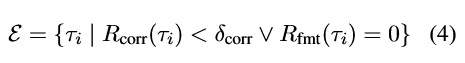 ℰ = {τᵢ | R_corr(τᵢ) < δ_corr ∨ R_fmt(τᵢ) = 0} (4)